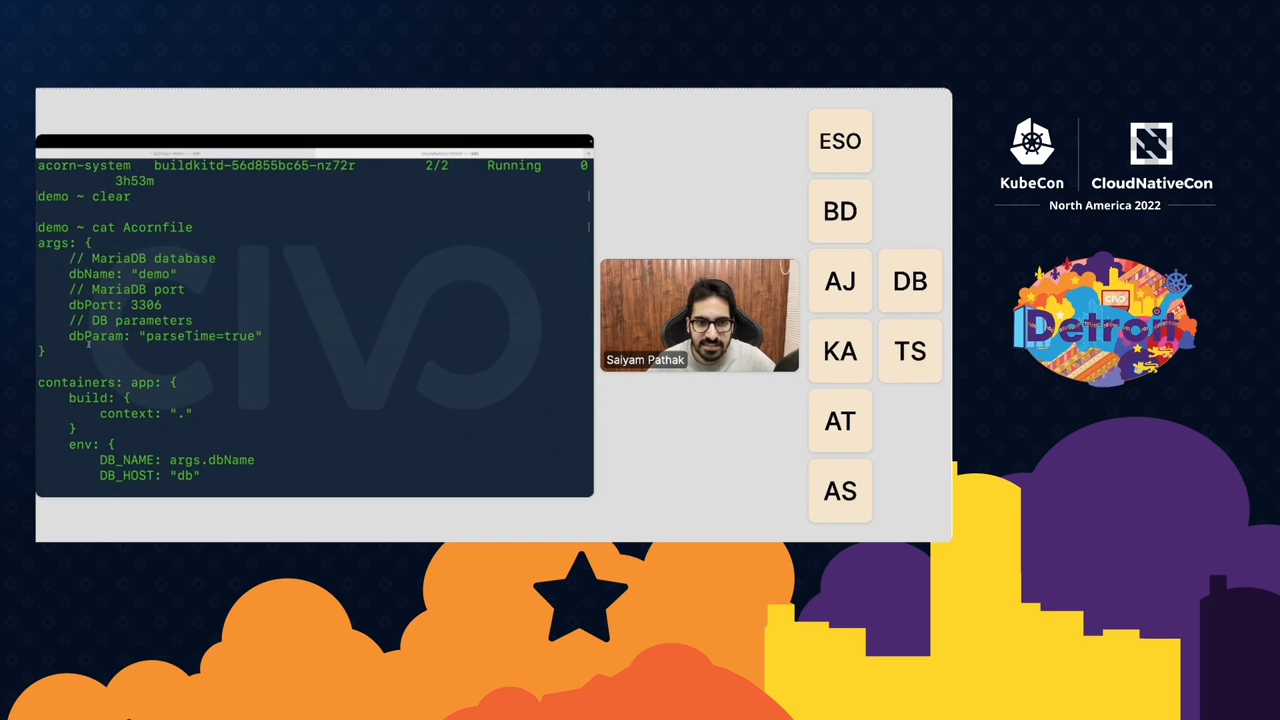 acorn-system   buildkitd-56d855bc65-nz72r         2/2     Running     0
          3h53m
demo ~ clear
demo ~ cat Acornfile
args: {
    // MariaDB database
    dbName: "demo"
    // MariaDB port
    dbPort: 3306
    // DB parameters
    dbParam: "parseTime=true"
}
containers: app: {
    build: {
        context: "."
    }
    env: {
        DB_NAME: args.dbName
        DB_HOST: "db"
CIVO
Saiyam Pathak
ESO
BD
AJ DB
KA TS
AT
AS
KubeCon CloudNativeCon
North America 2022
CIVO
Detroit